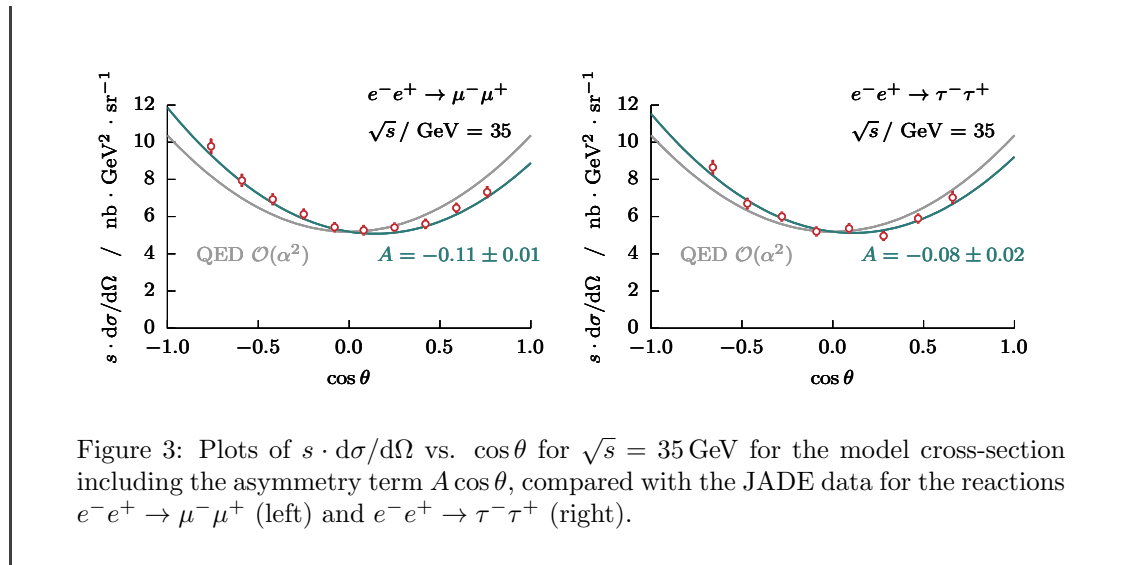 e⁻e⁺ → μ⁻μ⁺
√s / GeV = 35
s · dσ/dΩ / nb · GeV² · sr⁻¹
12
10
8
6
4
2
0
QED 𝒪(α²)
A = −0.11 ± 0.01
−1.0 −0.5 0.0 0.5 1.0
cos θ
e⁻e⁺ → τ⁻τ⁺
√s / GeV = 35
s · dσ/dΩ / nb · GeV² · sr⁻¹
12
10
8
6
4
2
0
QED 𝒪(α²)
A = −0.08 ± 0.02
−1.0 −0.5 0.0 0.5 1.0
cos θ
Figure 3: Plots of s · dσ/dΩ vs. cos θ for √s = 35 GeV for the model cross-section
including the asymmetry term A cos θ, compared with the JADE data for the reactions
e⁻e⁺ → μ⁻μ⁺ (left) and e⁻e⁺ → τ⁻τ⁺ (right).